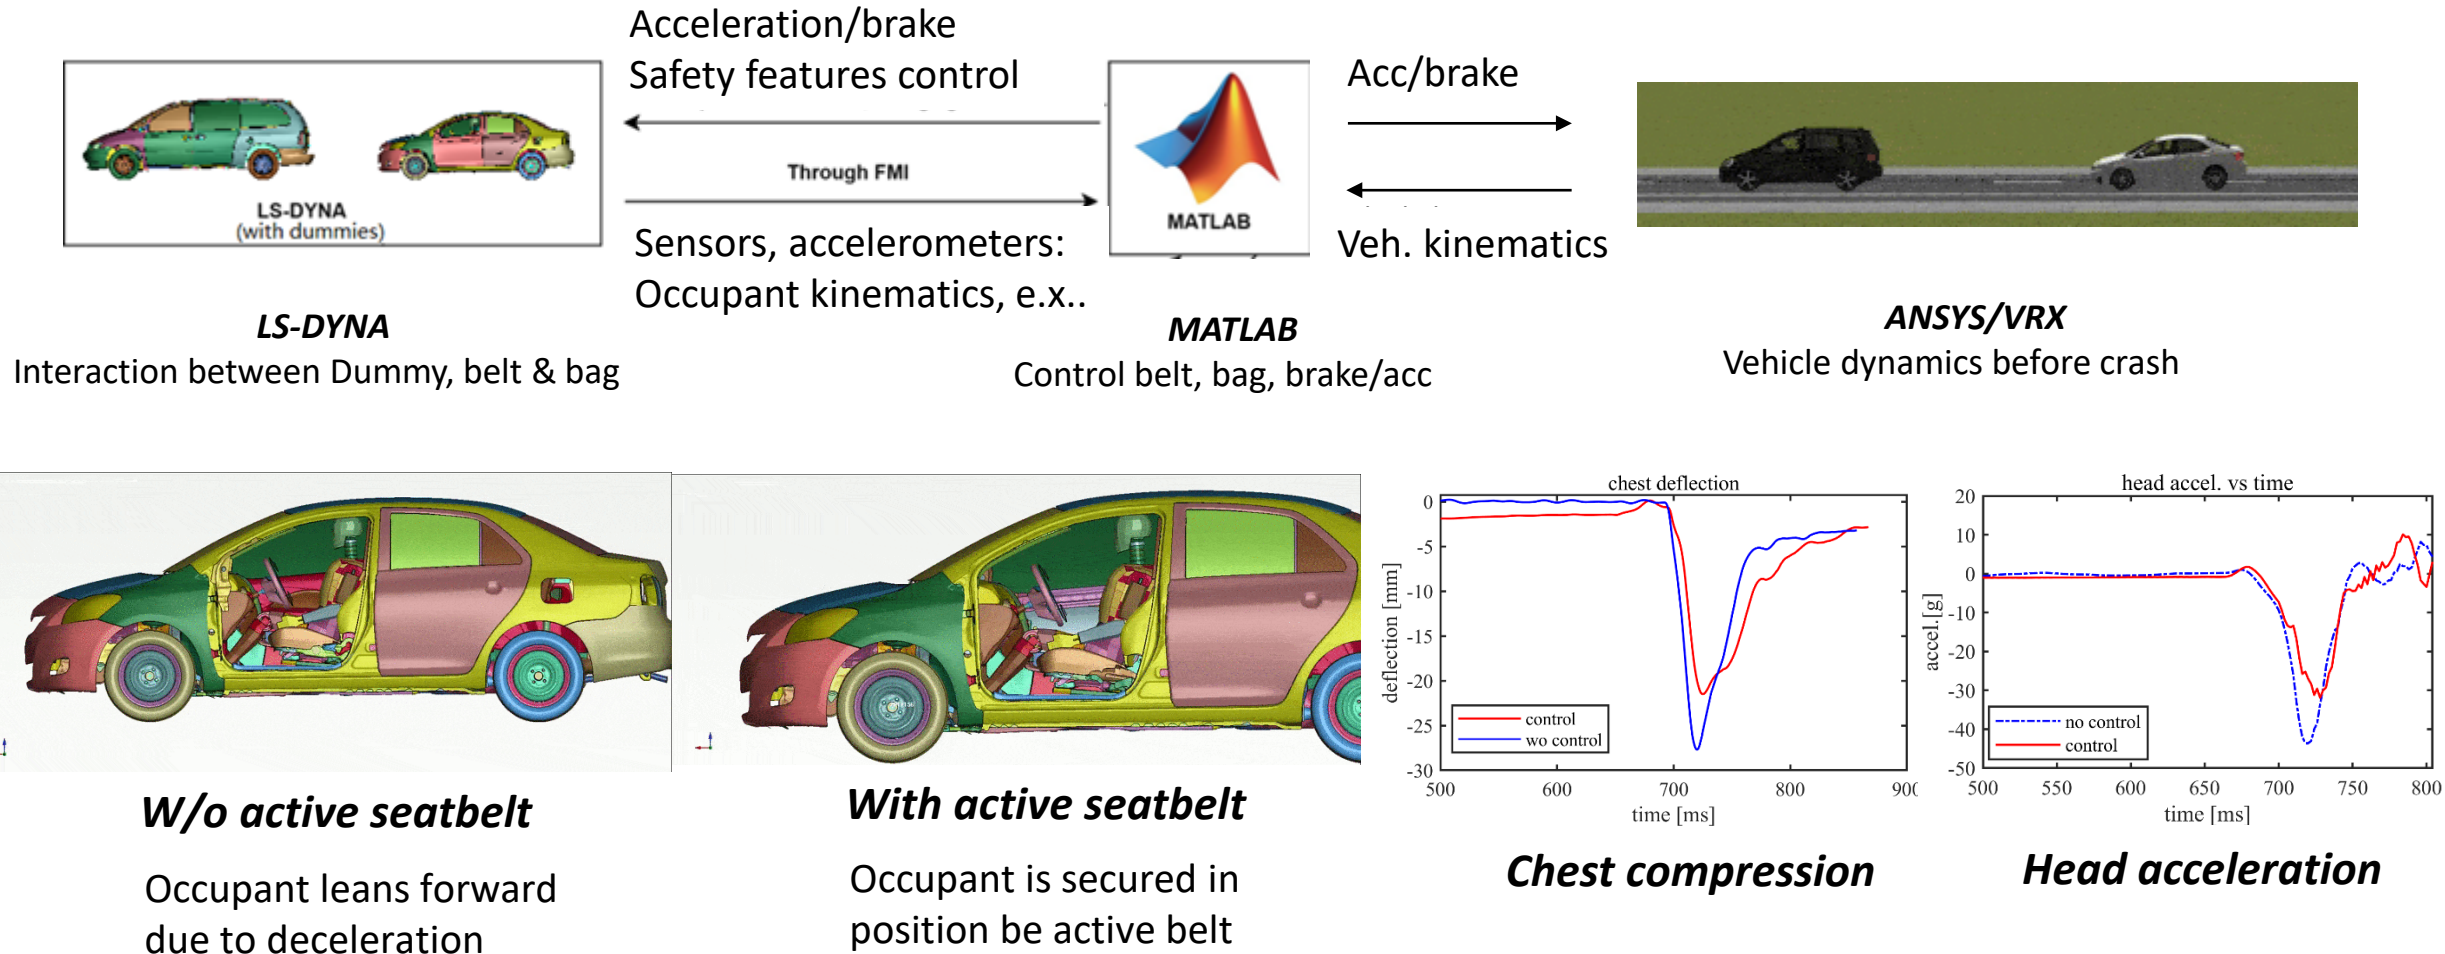 Acceleration/brake
Safety features control
Acc/brake
Through FMI
LS-DYNA
(with dummies)
MATLAB
Sensors, accelerometers:
Occupant kinematics, e.x..
Veh. kinematics
LS-DYNA
Interaction between Dummy, belt & bag
MATLAB
Control belt, bag, brake/acc
ANSYS/VRX
Vehicle dynamics before crash
W/o active seatbelt
Occupant leans forward
due to deceleration
With active seatbelt
Occupant is secured in
position be active belt
chest deflection
deflection [mm]
0
-5
-10
-15
-20
-25
-30
control
wo control
500
600
700
800
900
time [ms]
Chest compression
head accel. vs time
accel.[g]
20
10
0
-10
-20
-30
-40
-50
no control
control
500
550
600
650
700
750
800
time [ms]
Head acceleration